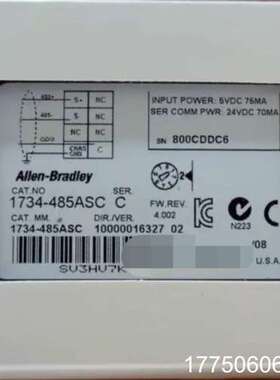 485+ S+ NC
485- S- NC
GND NC
CHAS GND C
INPUT POWER: 5VDC 75MA
SER COMM PWR: 24VDC 70MA
SN 800CDDC6
Allen-Bradley
CAT.NO SER.
1734-485ASC C
FW.REV.
4.002
N223
CAT. MM. DIR./VER.
1734-485ASC 10000016327 02
/08
U.S.A.
SV3HV7K
17750606